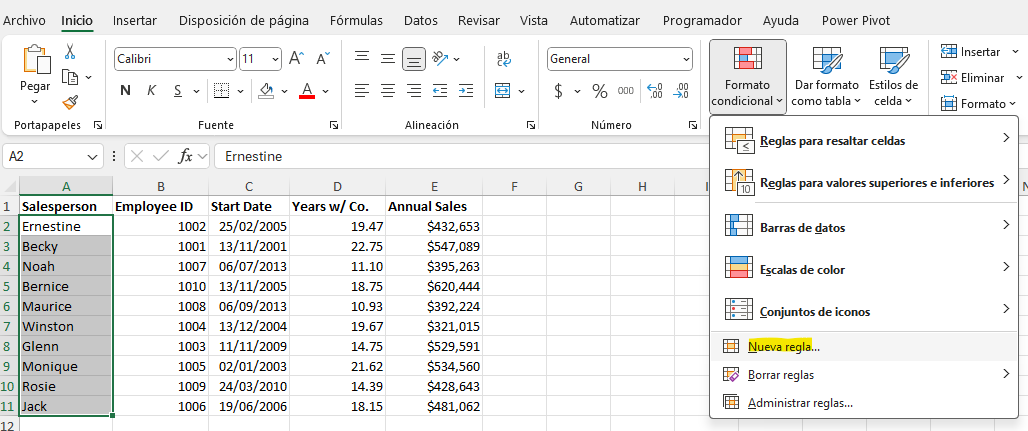 Archivo Inicio Insertar Disposición de página Fórmulas Datos Revisar Vista Automatizar Programador Ayuda Power Pivot
Pegar
Portapapeles
Calibri 11
N K S
Fuente
ab
Alineación
General
$ % 000
Número
Formato condicional
Dar formato como tabla
Estilos de celda
Insertar
Eliminar
Formato
A2 fx Ernestine
A B C D E F G H I
1 Salesperson Employee ID Start Date Years w/ Co. Annual Sales
2 Ernestine 1002 25/02/2005 19.47 $432,653
3 Becky 1001 13/11/2001 22.75 $547,089
4 Noah 1007 06/07/2013 11.10 $395,263
5 Bernice 1010 13/11/2005 18.75 $620,444
6 Maurice 1008 06/09/2013 10.93 $392,224
7 Winston 1004 13/12/2004 19.67 $321,015
8 Glenn 1003 11/11/2009 14.75 $529,591
9 Monique 1005 02/01/2003 21.62 $534,560
10 Rosie 1009 24/03/2010 14.39 $428,643
11 Jack 1006 19/06/2006 18.15 $481,062
12
Reglas para resaltar celdas
Reglas para valores superiores e inferiores
Barras de datos
Escalas de color
Conjuntos de iconos
Nueva regla...
Borrar reglas
Administrar reglas...